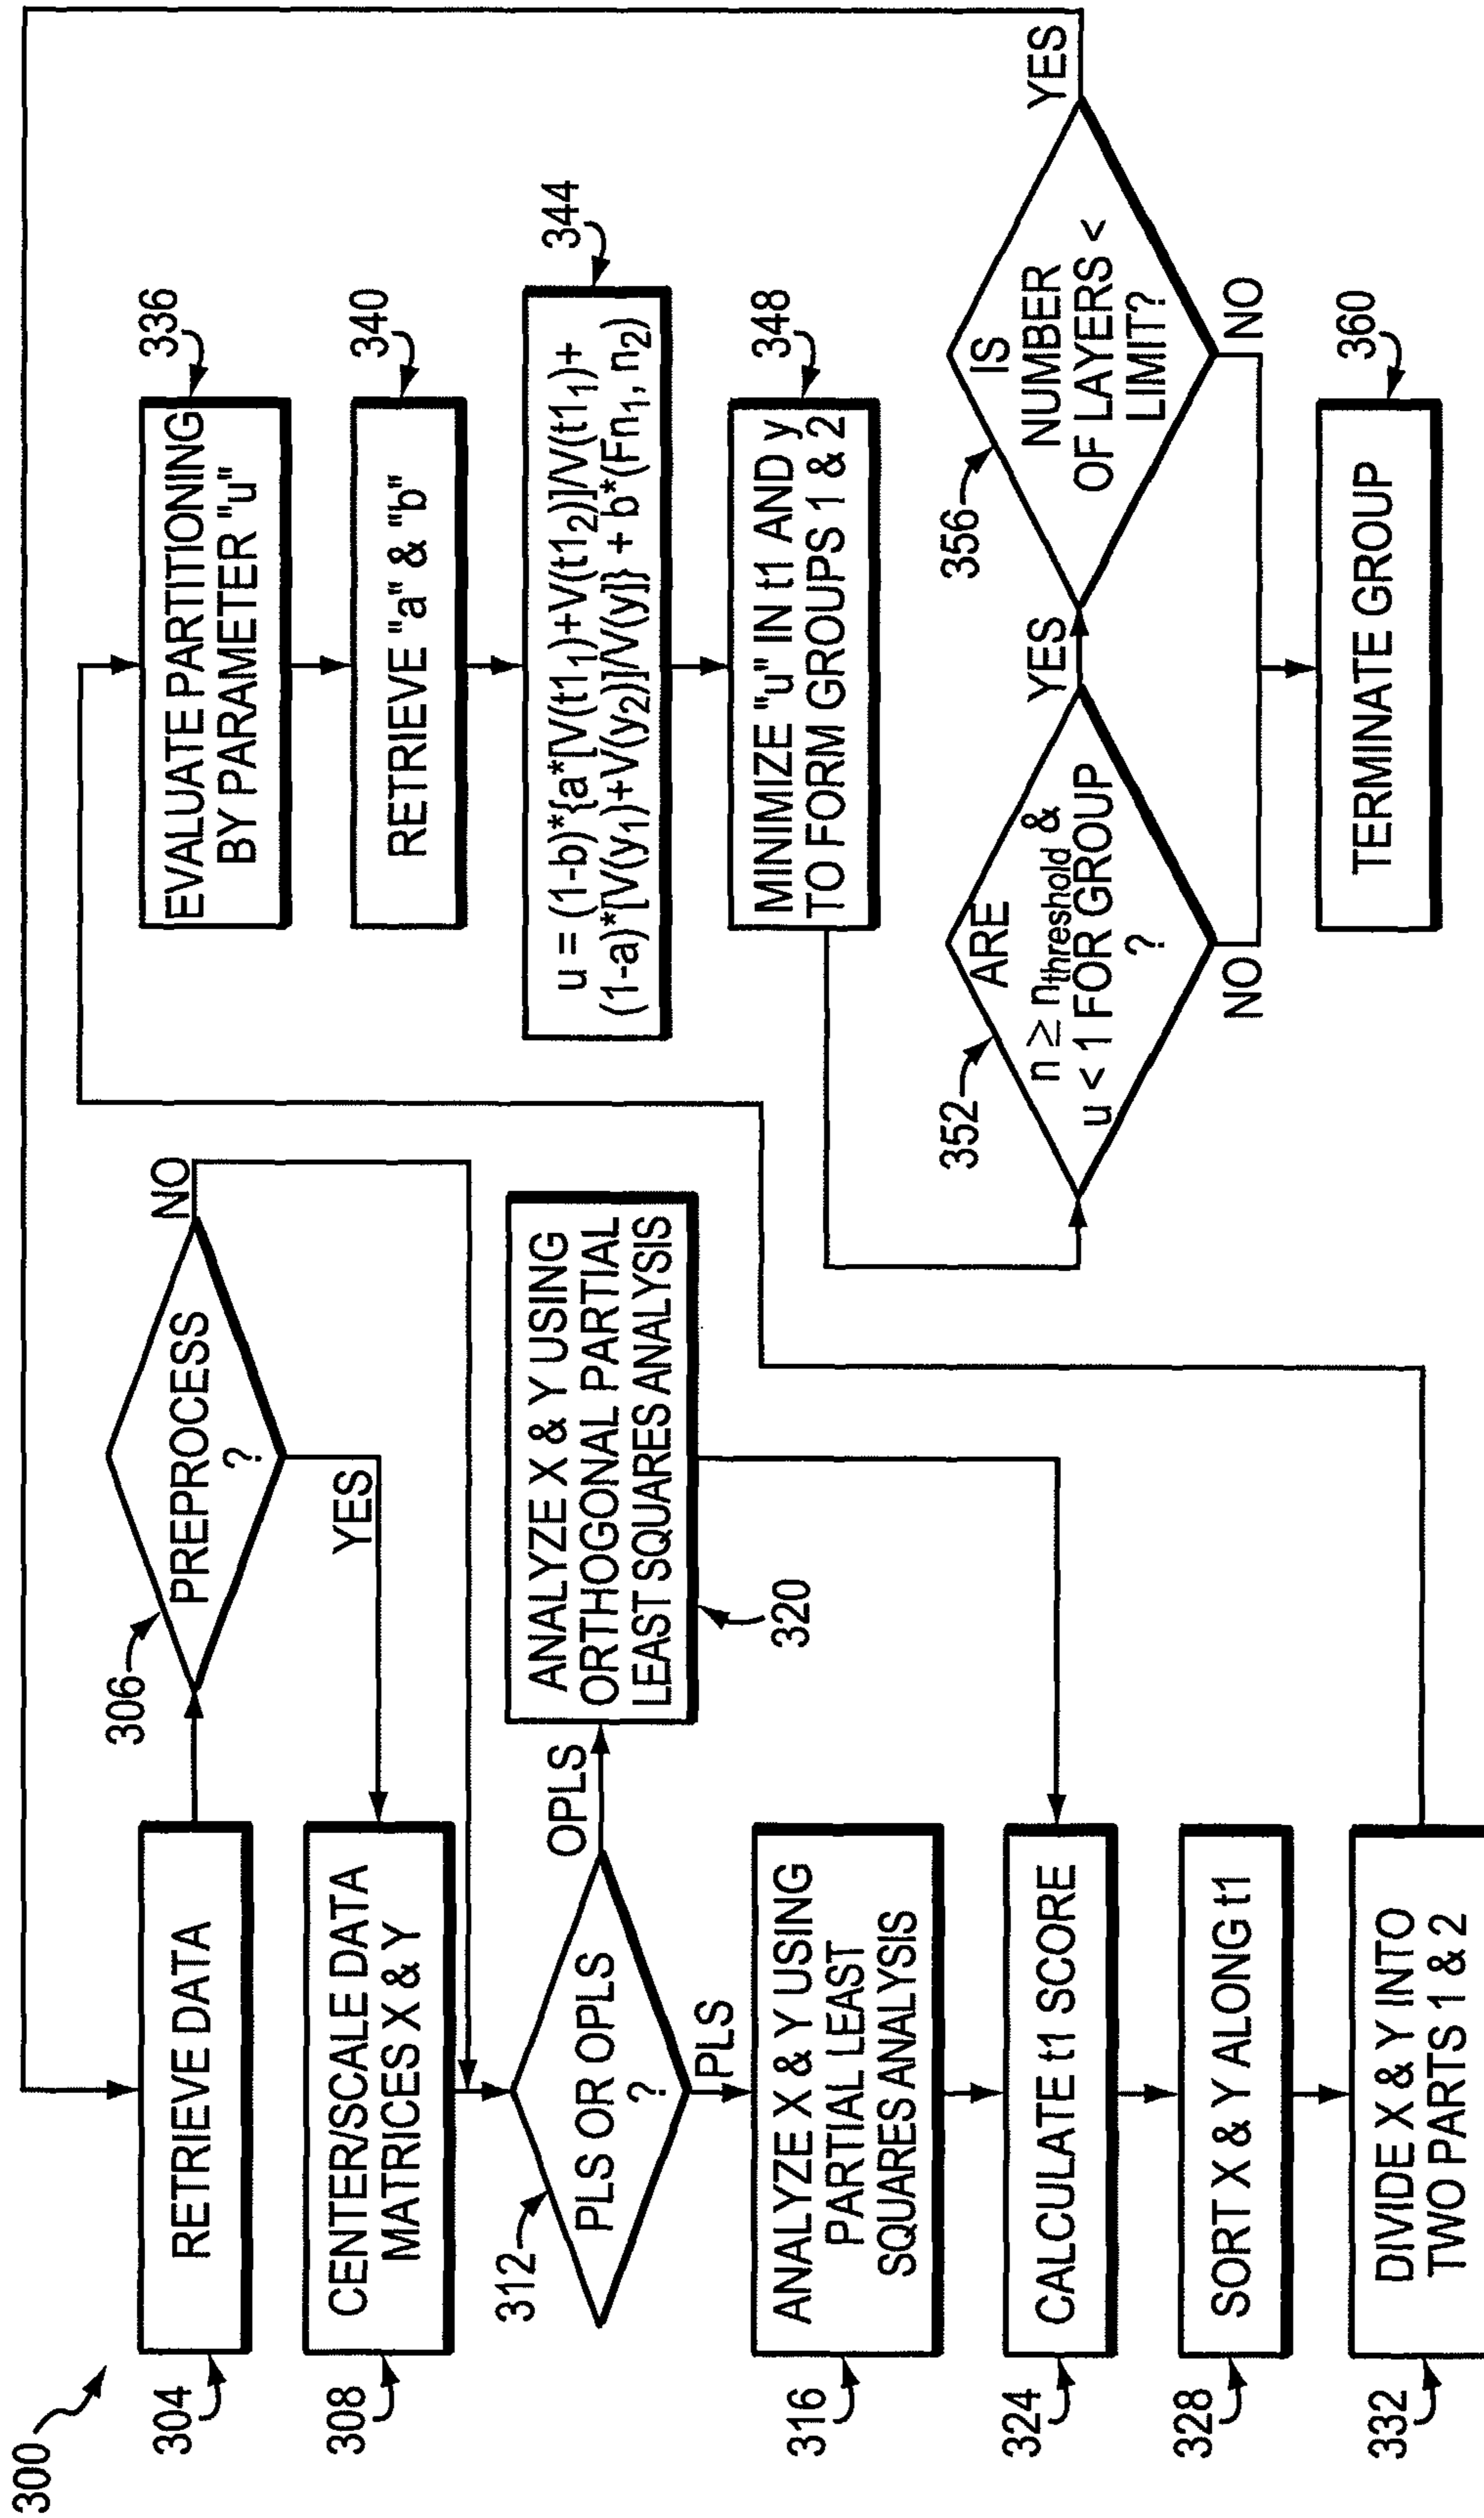 300
304
RETRIEVE DATA
306
PREPROCESS
?
NO
YES
308
CENTER/SCALE DATA
MATRICES X & Y
312
PLS OR OPLS
?
OPLS
PLS
320
ANALYZE X & Y USING
ORTHOGONAL PARTIAL
LEAST SQUARES ANALYSIS
316
ANALYZE X & Y USING
PARTIAL LEAST
SQUARES ANALYSIS
324
CALCULATE t1 SCORE
328
SORT X & Y ALONG t1
332
DIVIDE X & Y INTO
TWO PARTS 1 & 2
336
EVALUATE PARTITIONING
BY PARAMETER "u"
340
RETRIEVE "a" & "b"
344
u = (1-b)*{a*[V(t1₁)+V(t1₂)]/V(t1₁)+
(1-a)*[V(y₁)+V(y₂)]/V(y]} + b*(Fn₁, n₂)
348
MINIMIZE "u" IN t1 AND y
TO FORM GROUPS 1 & 2
352
ARE
n ≥ nthreshold &
u < 1 FOR GROUP
?
YES
NO
356
IS
NUMBER
OF LAYERS <
LIMIT?
YES
NO
360
TERMINATE GROUP